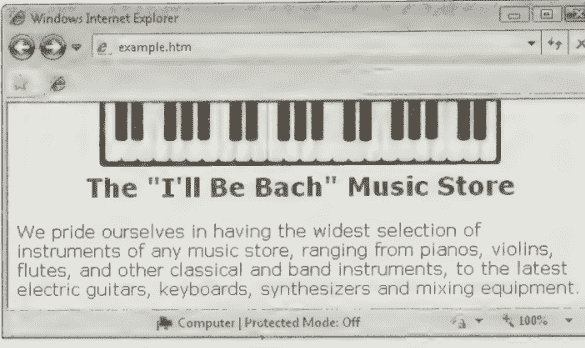 Windows Internet Explorer
example.htm
The "I'll Be Bach" Music Store
We pride ourselves in having the widest selection of
instruments of any music store, ranging from pianos, violins,
flutes, and other classical and band instruments, to the latest
electric guitars, keyboards, synthesizers and mixing equipment.
Computer | Protected Mode: Off
100%